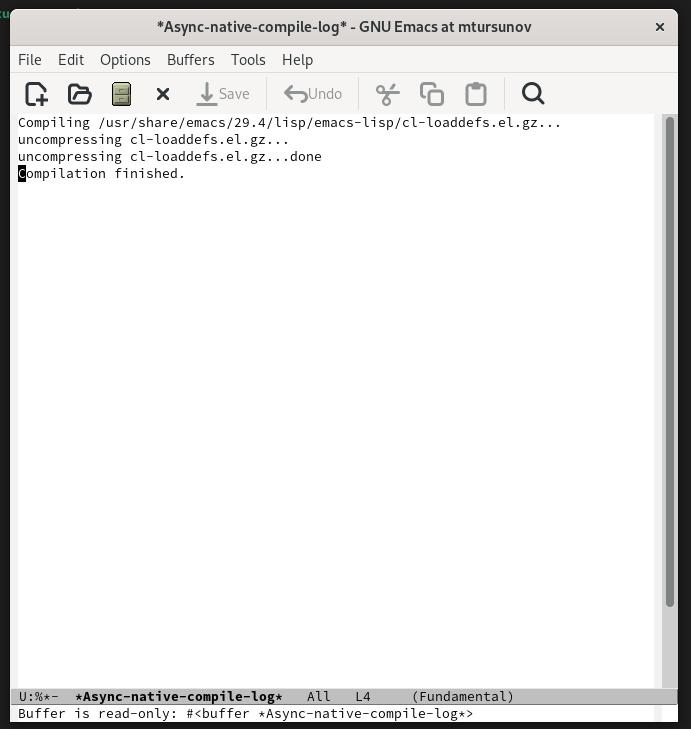 *Async-native-compile-log* - GNU Emacs at mtursunov
File Edit Options Buffers Tools Help
Save Undo
Compiling /usr/share/emacs/29.4/lisp/emacs-lisp/cl-loaddefs.el.gz...
uncompressing cl-loaddefs.el.gz...
uncompressing cl-loaddefs.el.gz...done
Compilation finished.
U:%*-  *Async-native-compile-log*   All   L4     (Fundamental)
Buffer is read-only: #<buffer *Async-native-compile-log*>